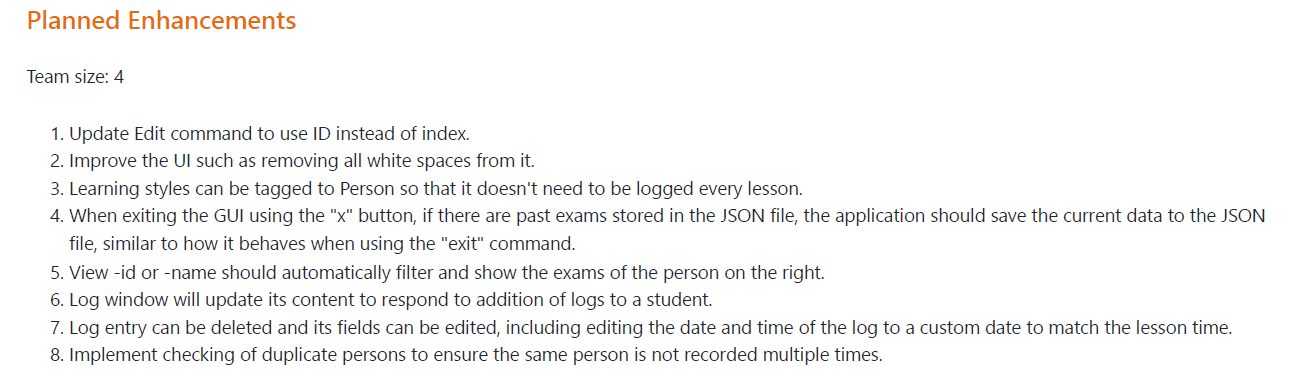 Planned Enhancements
Team size: 4
1. Update Edit command to use ID instead of index.
2. Improve the UI such as removing all white spaces from it.
3. Learning styles can be tagged to Person so that it doesn't need to be logged every lesson.
4. When exiting the GUI using the "x" button, if there are past exams stored in the JSON file, the application should save the current data to the JSON
file, similar to how it behaves when using the "exit" command.
5. View -id or -name should automatically filter and show the exams of the person on the right.
6. Log window will update its content to respond to addition of logs to a student.
7. Log entry can be deleted and its fields can be edited, including editing the date and time of the log to a custom date to match the lesson time.
8. Implement checking of duplicate persons to ensure the same person is not recorded multiple times.